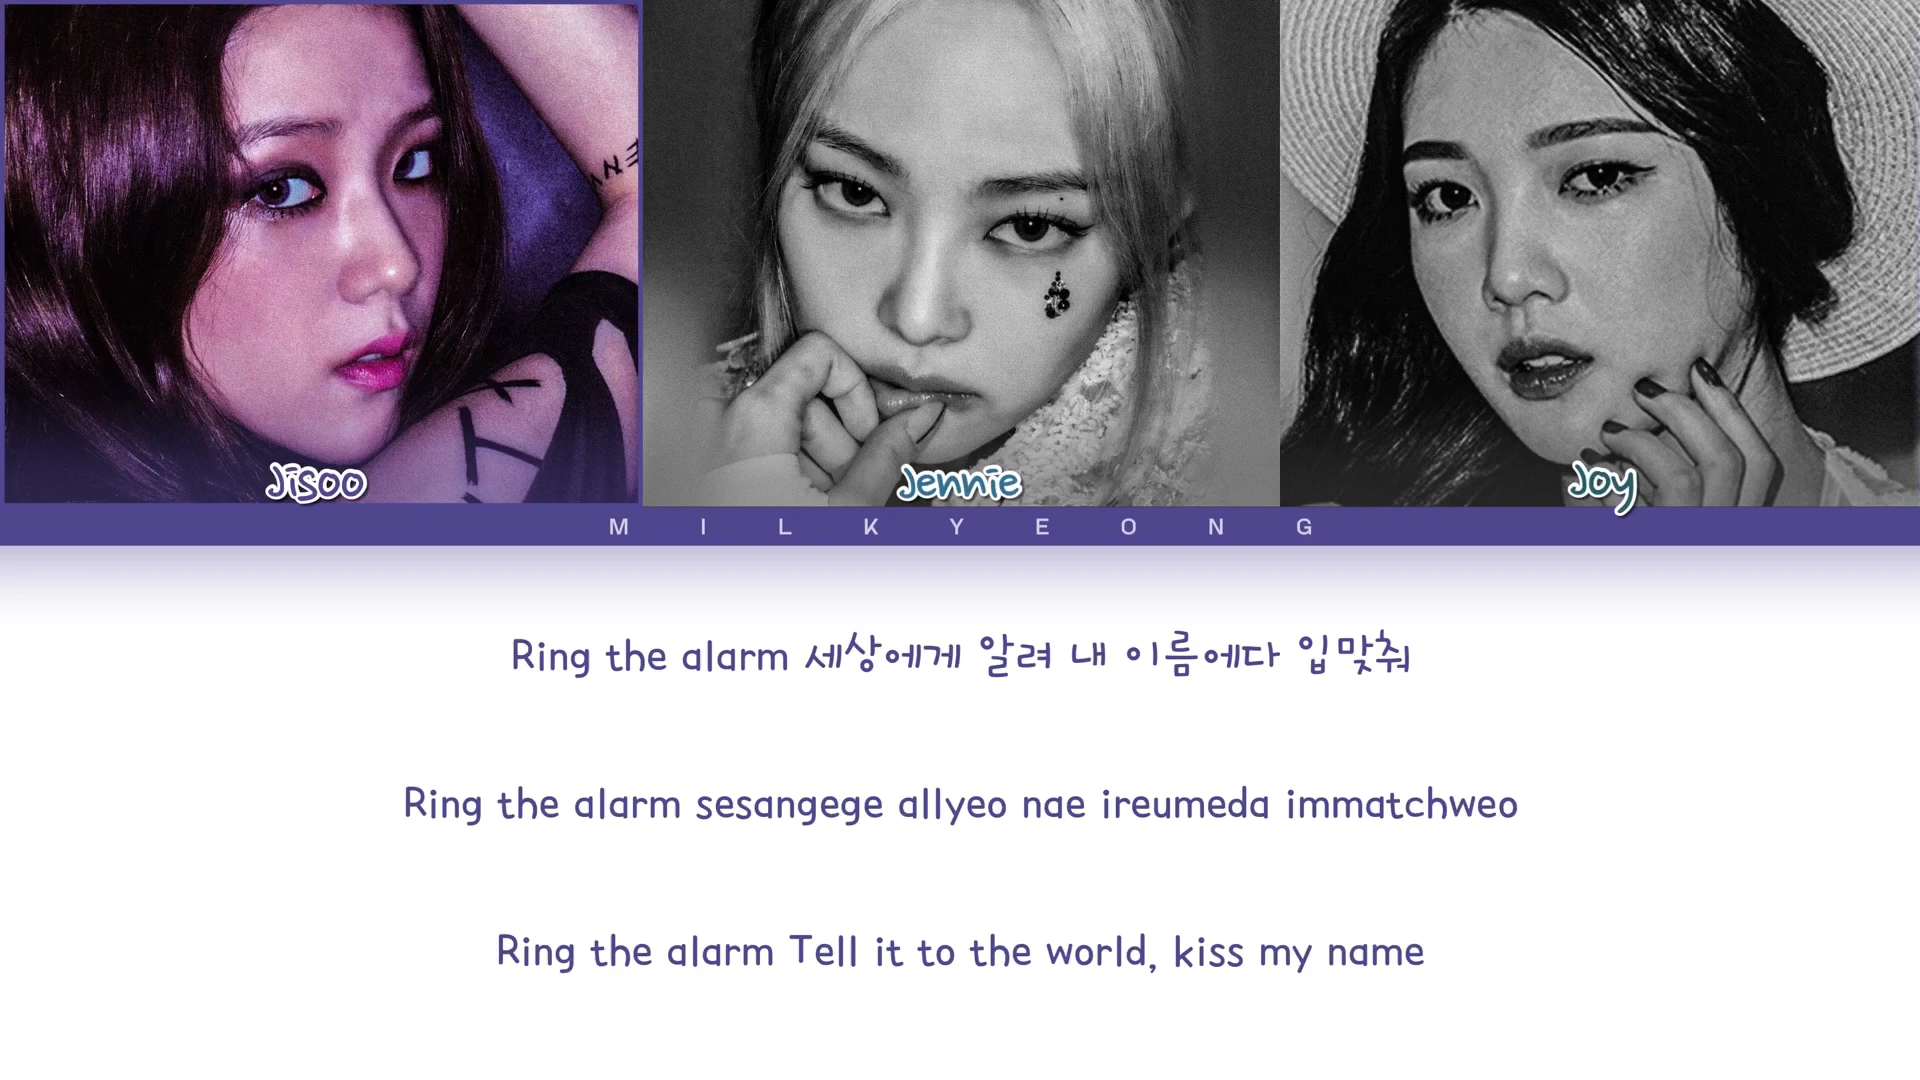 Jisoo
Jennie
Joy
MILKYEONG
Ring the alarm 세상에게 알려 내 이름에다 입맞춰
Ring the alarm sesangege allyeo nae ireumeda immatchweo
Ring the alarm Tell it to the world, kiss my name